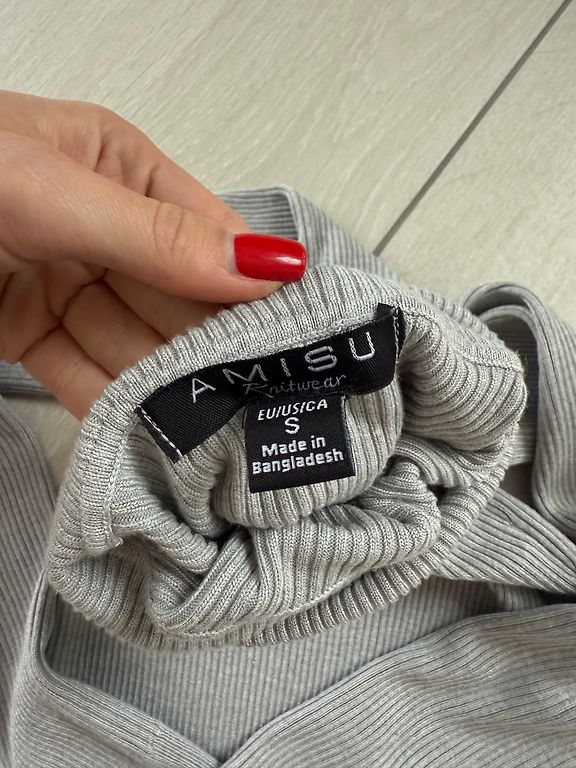 AMISU
Knitwear
EU/US/CA
S
Made in
Bangladesh